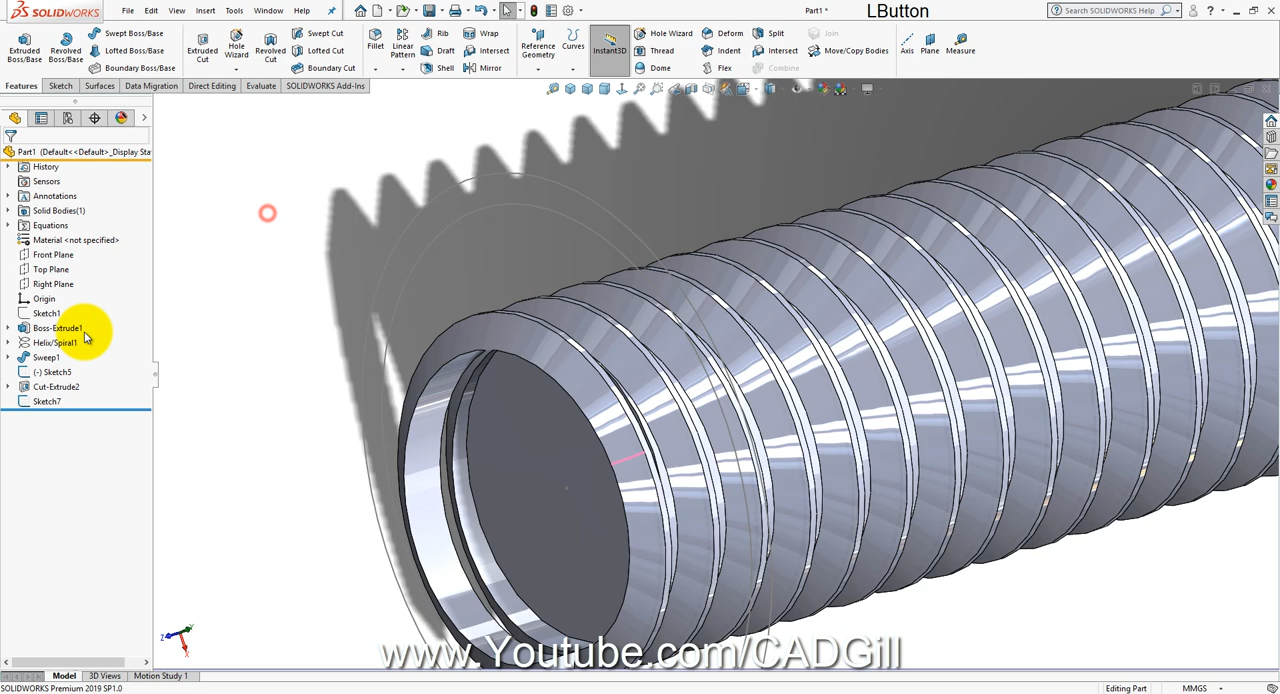 SOLIDWORKS File Edit View Insert Tools Window Help Part1 * LButton Search SOLIDWORKS Help
Extruded Boss/Base Revolved Boss/Base Swept Boss/Base Lofted Boss/Base Boundary Boss/Base
Extruded Cut Hole Wizard Revolved Cut Swept Cut Lofted Cut Boundary Cut
Fillet Linear Pattern Rib Draft Shell Wrap Intersect Mirror
Reference Geometry Curves Instant3D
Hole Wizard Thread Dome Deform Indent Flex Split Intersect Combine Join Move/Copy Bodies
Axis Plane Measure
Features Sketch Surfaces Data Migration Direct Editing Evaluate SOLIDWORKS Add-Ins
Part1 (Default<<Default>_Display Sta
History
Sensors
Annotations
Solid Bodies(1)
Equations
Material <not specified>
Front Plane
Top Plane
Right Plane
Origin
Sketch1
Boss-Extrude1
Helix/Spiral1
Sweep1
(-) Sketch5
Cut-Extrude2
Sketch7
www.Youtube.com/CADGill
Model 3D Views Motion Study 1
SOLIDWORKS Premium 2019 SP1.0 Editing Part MMGS